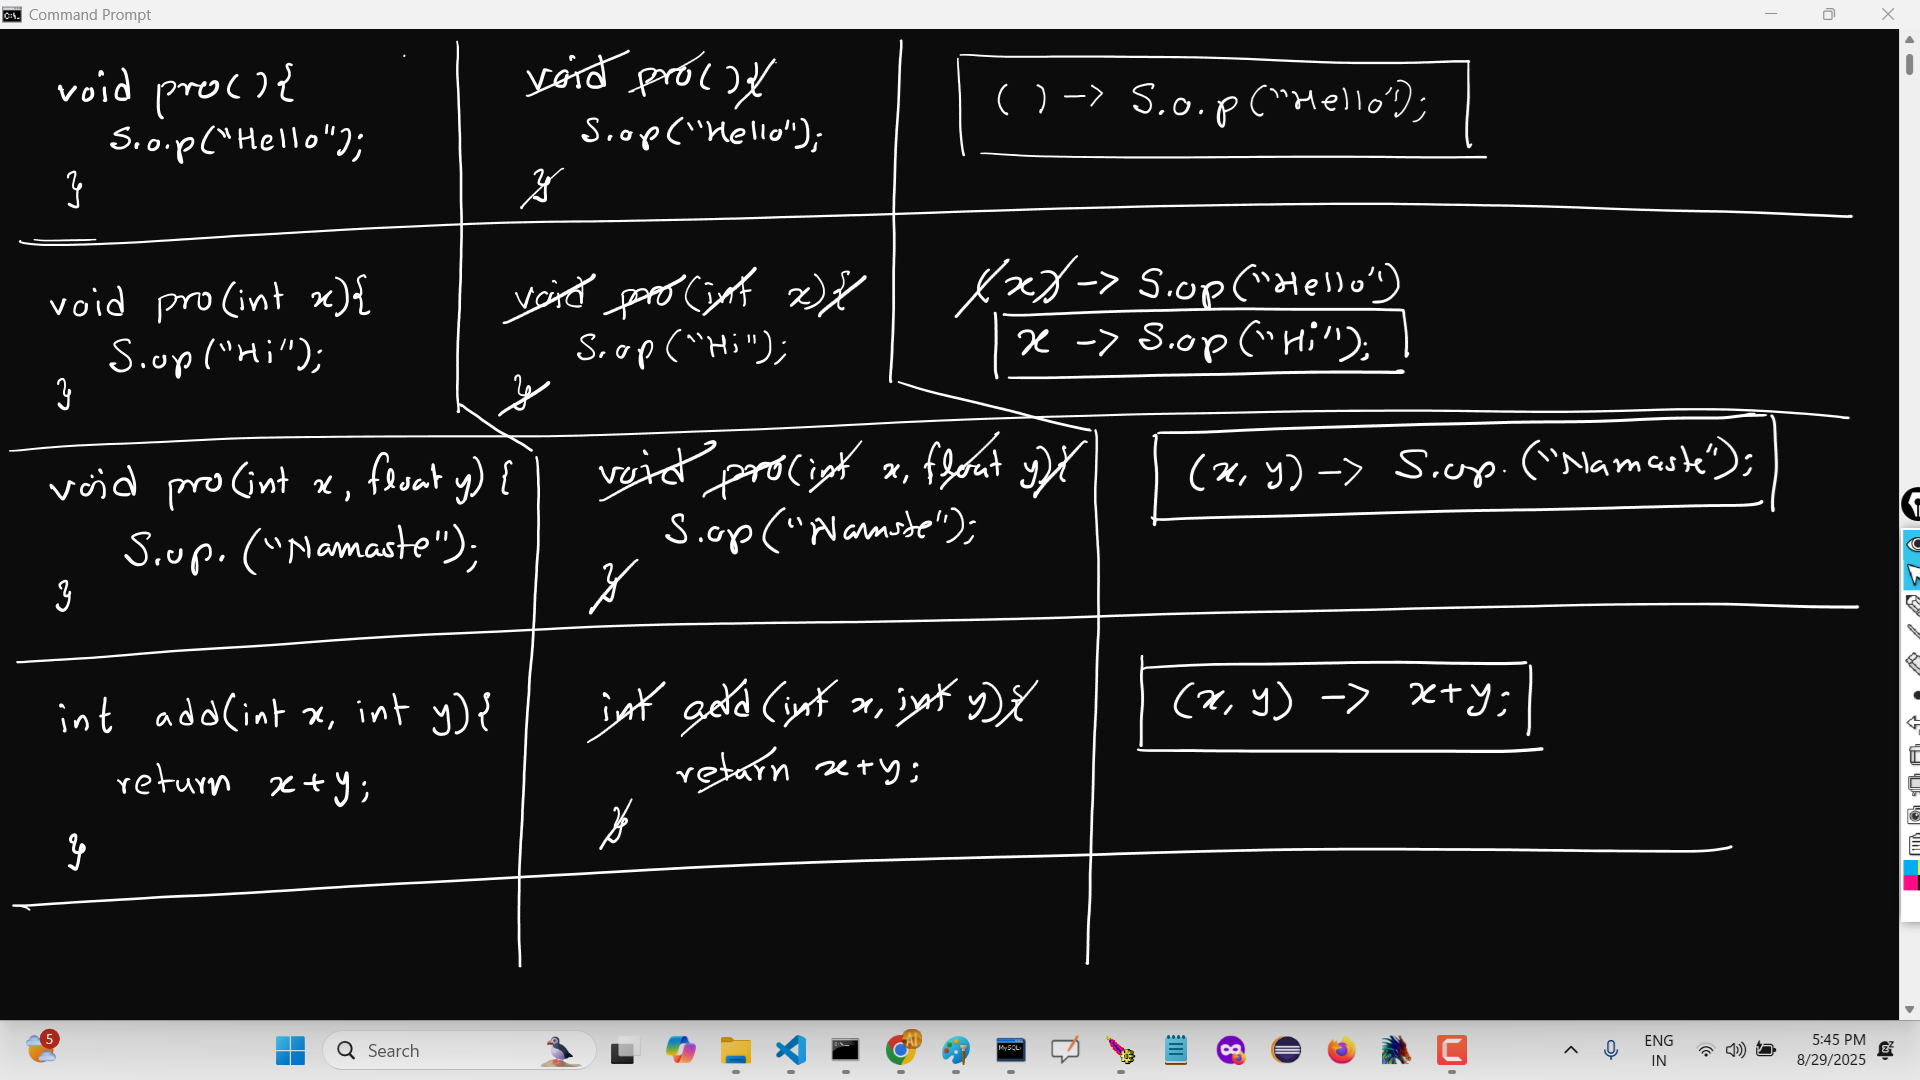 Command Prompt
void pro(){
S.o.p("Hello");
}
void pro(){
S.op("Hello");
}
( ) -> S.o.p("Hello");
void pro(int x){
S.op("Hi");
}
void pro(int x){
S.op("Hi");
}
(x) -> S.op("Hello")
x -> S.op("Hi");
void pro(int x, float y) {
S.op. ("Namaste");
}
void pro(int x, float y){
S.op("Namste");
}
(x, y) -> S.op. ("Namaste");
int add(int x, int y){
return x+y;
}
int add(int x, int y){
return x+y;
}
(x, y) -> x+y;
5
Search
AI
MySQL
ENG
IN
5:45 PM
8/29/2025